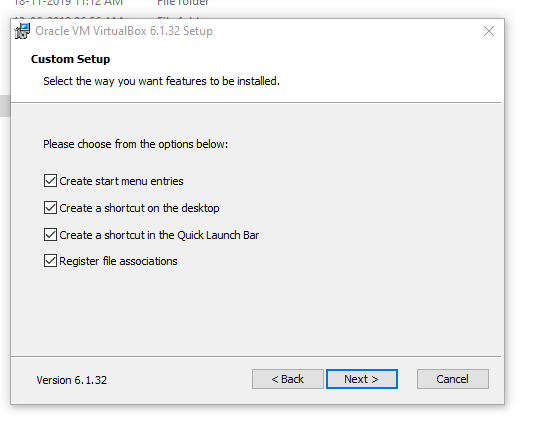 18-11-2019 11:12 AM File folder
Oracle VM VirtualBox 6.1.32 Setup
Custom Setup
Select the way you want features to be installed.
Please choose from the options below:
Create start menu entries
Create a shortcut on the desktop
Create a shortcut in the Quick Launch Bar
Register file associations
Version 6.1.32
< Back Next > Cancel